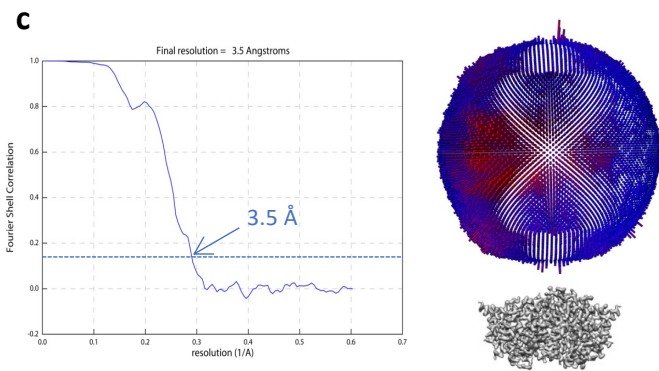 c
Final resolution = 3.5 Angstroms
Fourier Shell Correlation
1.0
0.8
0.6
0.4
0.2
0.0
-0.2
3.5 Å
0.0 0.1 0.2 0.3 0.4 0.5 0.6 0.7
resolution (1/A)